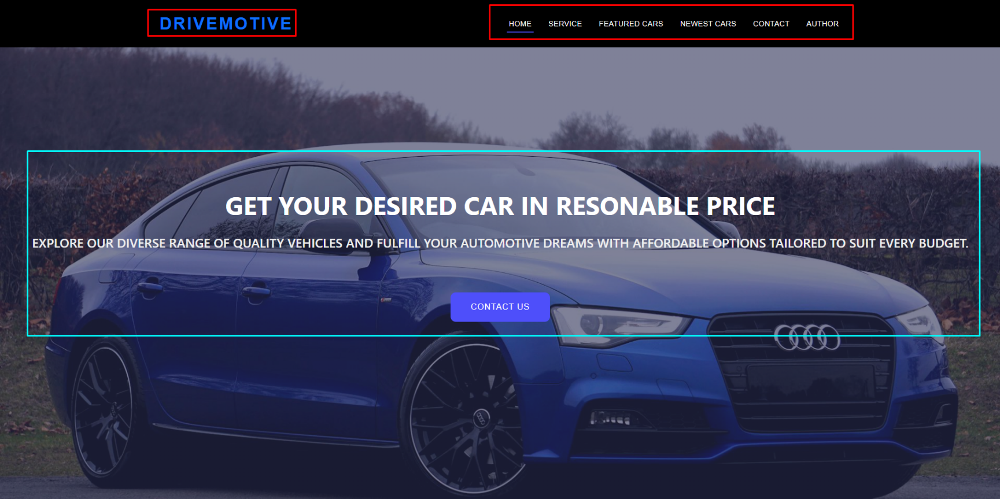 DRIVEMOTIVE
HOME SERVICE FEATURED CARS NEWEST CARS CONTACT AUTHOR
GET YOUR DESIRED CAR IN RESONABLE PRICE
EXPLORE OUR DIVERSE RANGE OF QUALITY VEHICLES AND FULFILL YOUR AUTOMOTIVE DREAMS WITH AFFORDABLE OPTIONS TAILORED TO SUIT EVERY BUDGET.
CONTACT US